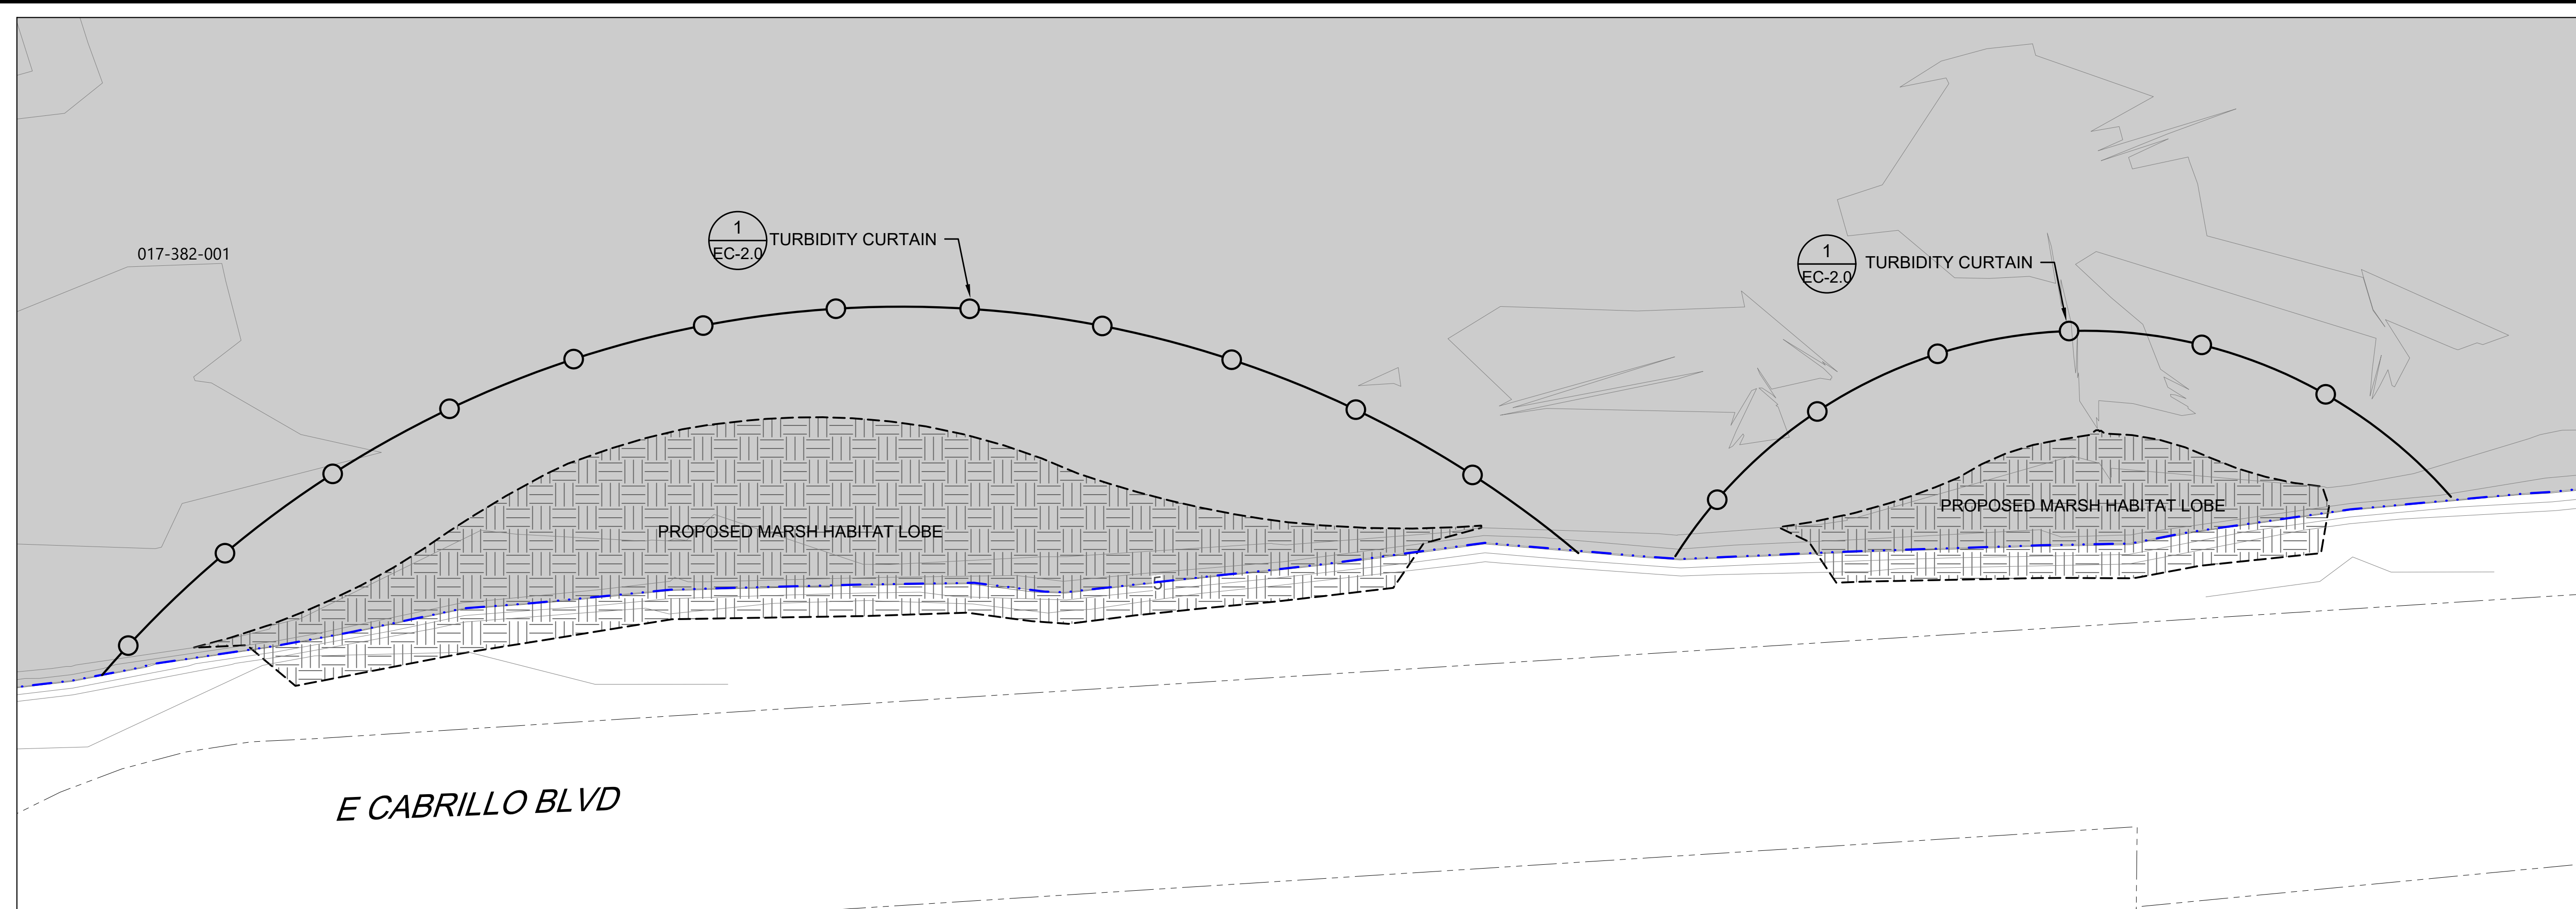 1
EC-2.0
TURBIDITY CURTAIN
1
EC-2.0
TURBIDITY CURTAIN
017-382-001
PROPOSED MARSH HABITAT LOBE
PROPOSED MARSH HABITAT LOBE
5
E CABRILLO BLVD